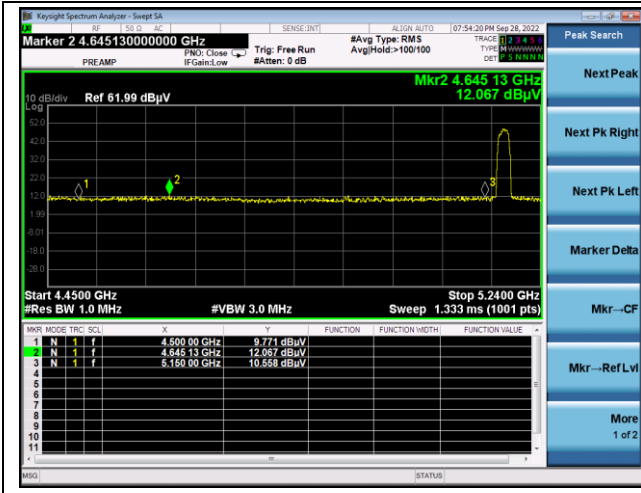 Keysight Spectrum Analyzer - Swept SA
RF 50 Ω AC SENSE:INT ALIGN AUTO 07:54:20 PM Sep 28, 2022
Marker 2 4.645130000000 GHz
PREAMP
PNO: Close
IFGain:Low
Trig: Free Run
#Atten: 0 dB
#Avg Type: RMS
Avg|Hold:>100/100
TRACE 1 2 3 4 5 6
TYPE M WWWWW
DET P S N N N N
Peak Search
Mkr2 4.645 13 GHz
12.067 dBµV
10 dB/div Ref 61.99 dBµV
Log
52.0
42.0
32.0
22.0
12.0
1.99
-8.01
-18.0
-28.0
1
2
3
Start 4.4500 GHz
Stop 5.2400 GHz
#Res BW 1.0 MHz
#VBW 3.0 MHz
Sweep 1.333 ms (1001 pts)
MKR MODE TRC SCL X Y FUNCTION FUNCTION WIDTH FUNCTION VALUE
1 N 1 f 4.500 00 GHz 9.771 dBµV
2 N 1 f 4.645 13 GHz 12.067 dBµV
3 N 1 f 5.150 00 GHz 10.558 dBµV
4
5
6
7
8
9
10
11
MSG
STATUS
Next Peak
Next Pk Right
Next Pk Left
Marker Delta
Mkr→CF
Mkr→Ref Lvl
More
1 of 2